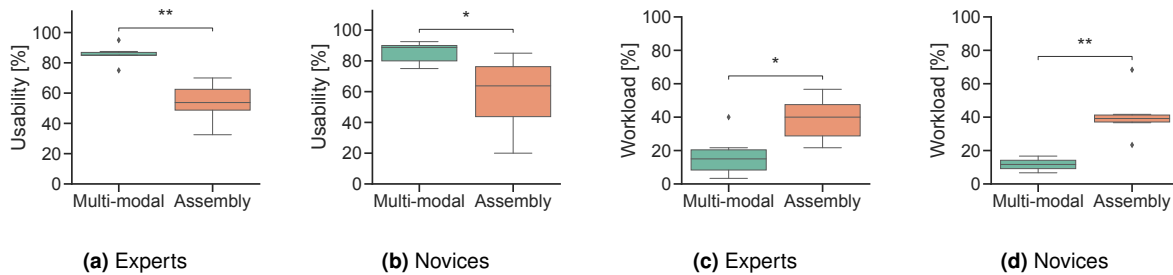 **
Usability [%]
100
80
60
40
20
0
Multi-modal Assembly
(a) Experts
*
Usability [%]
100
80
60
40
20
0
Multi-modal Assembly
(b) Novices
*
Workload [%]
100
80
60
40
20
0
Multi-modal Assembly
(c) Experts
**
Workload [%]
100
80
60
40
20
0
Multi-modal Assembly
(d) Novices